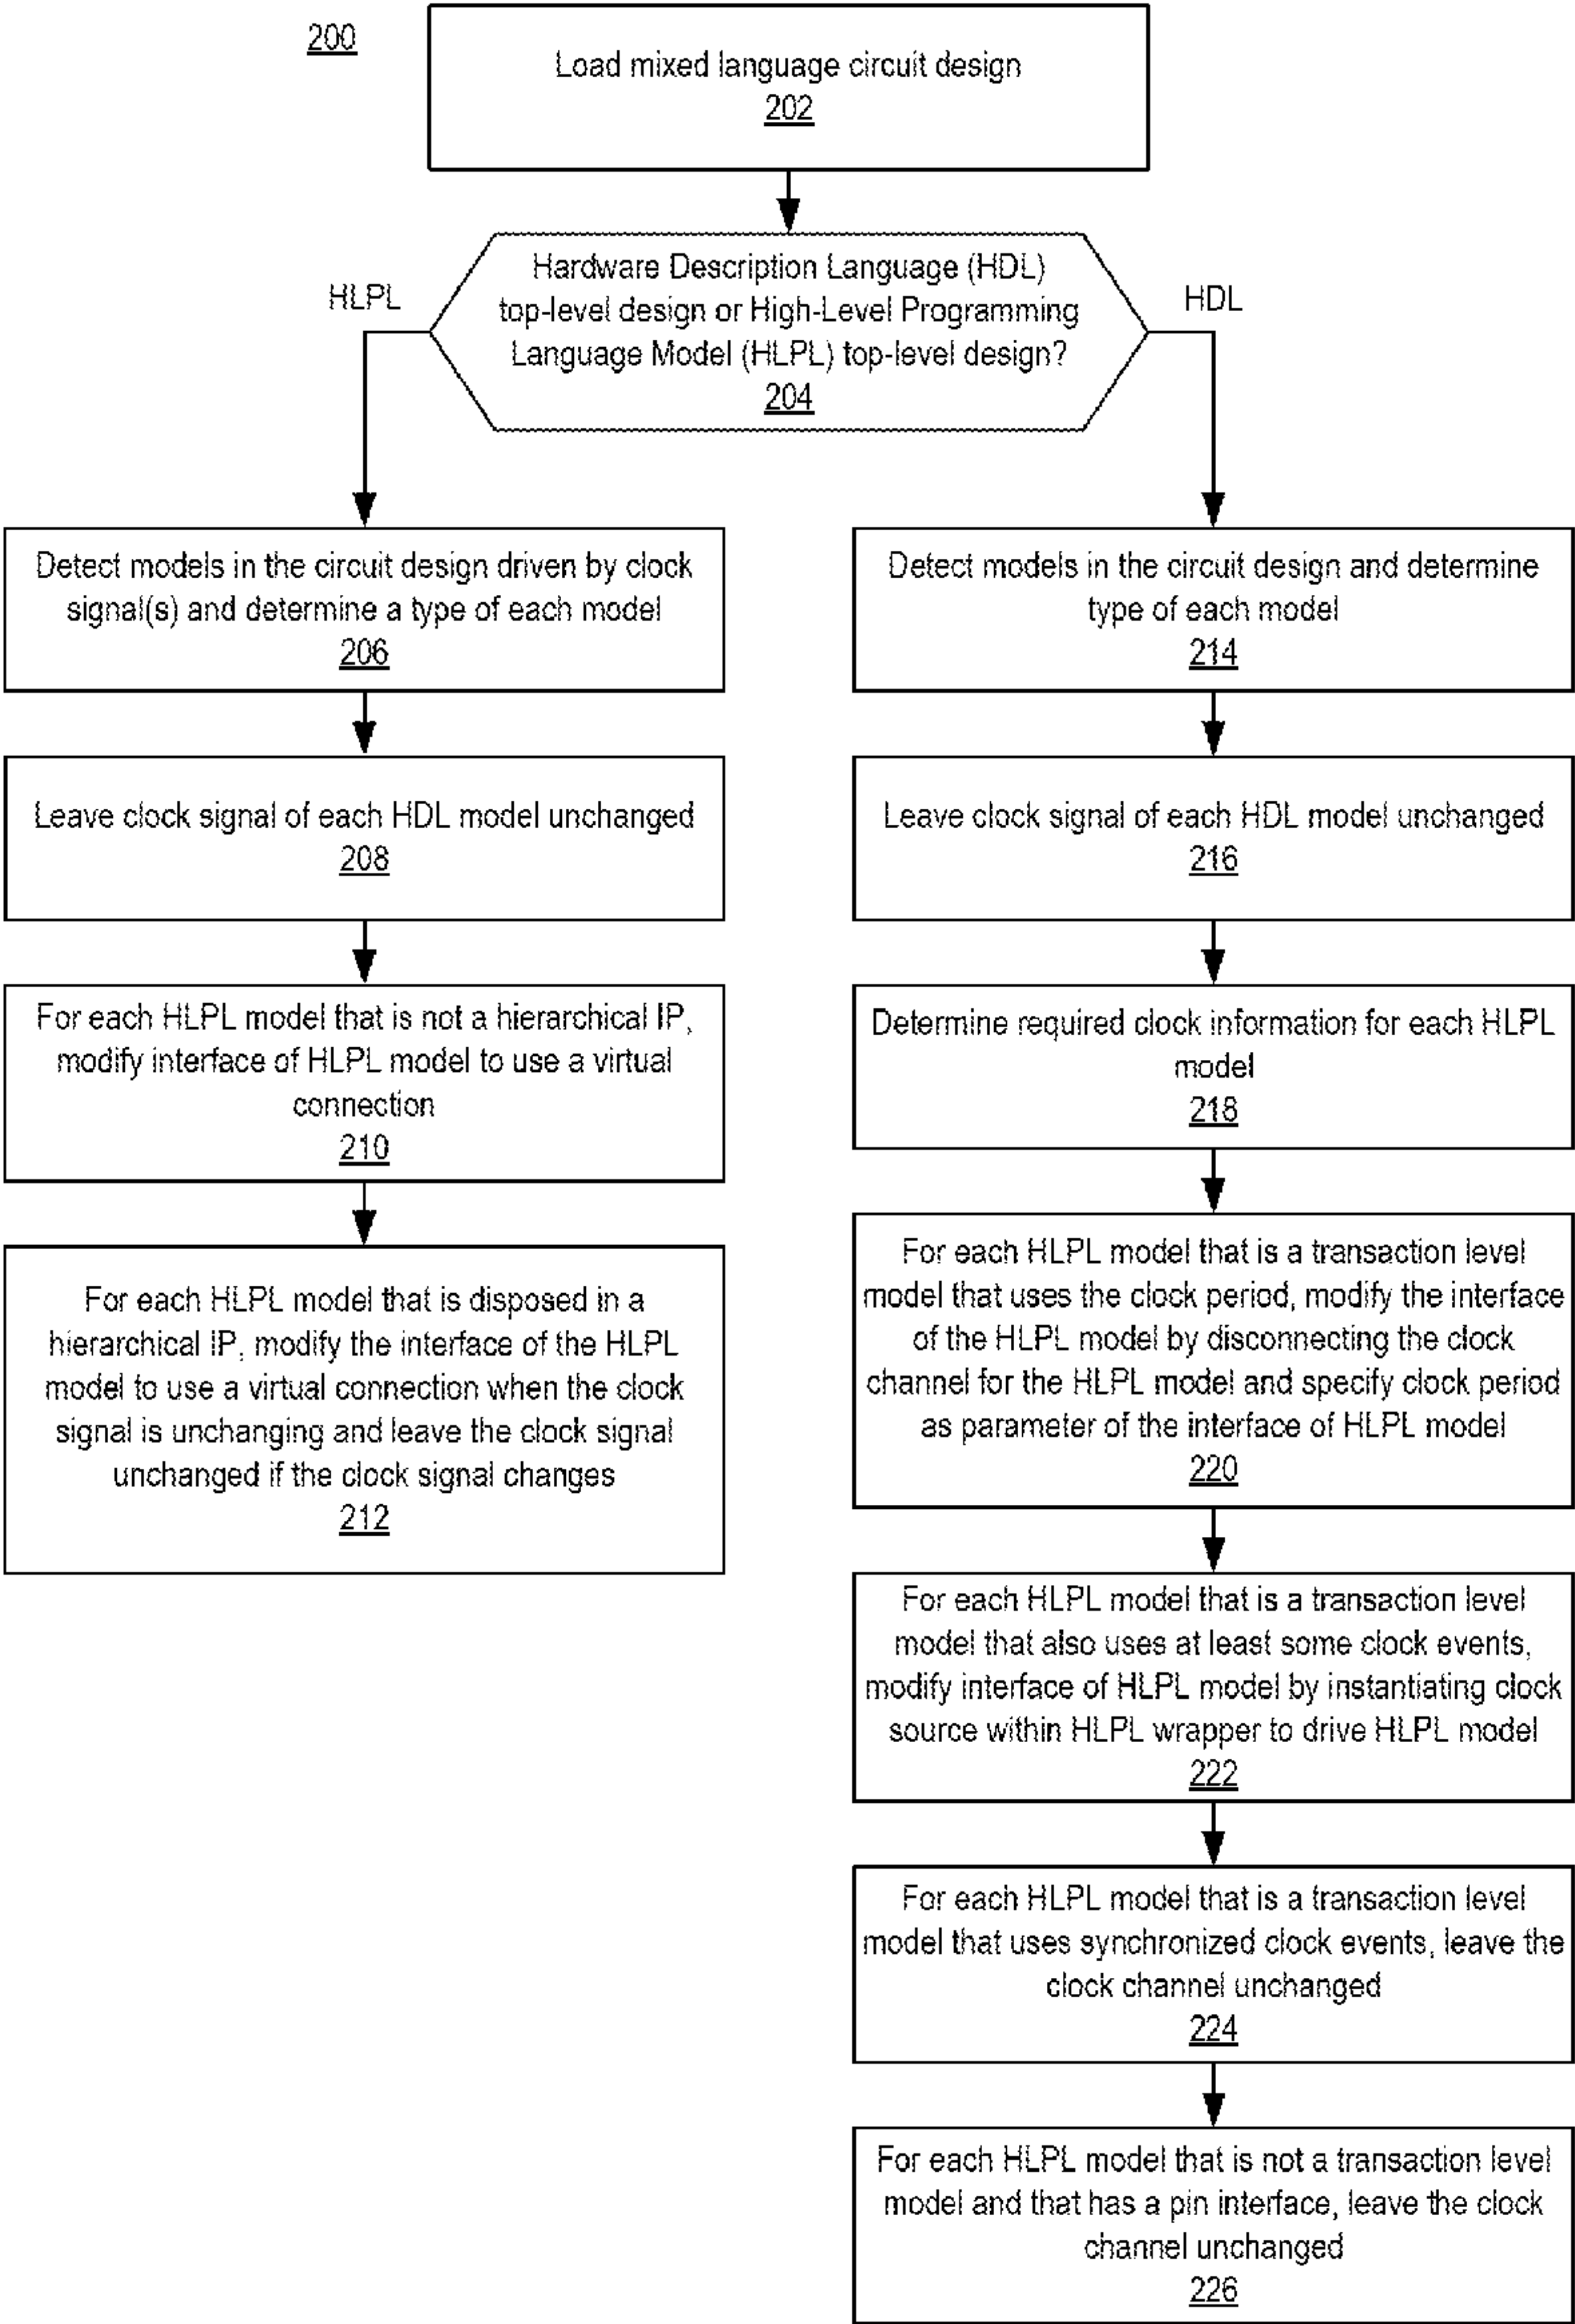 200
Load mixed language circuit design
202
Hardware Description Language (HDL)
top-level design or High-Level Programming
Language Model (HLPL) top-level design?
204
HLPL
HDL
Detect models in the circuit design driven by clock
signal(s) and determine a type of each model
206
Leave clock signal of each HDL model unchanged
208
For each HLPL model that is not a hierarchical IP,
modify interface of HLPL model to use a virtual
connection
210
For each HLPL model that is disposed in a
hierarchical IP, modify the interface of the HLPL
model to use a virtual connection when the clock
signal is unchanging and leave the clock signal
unchanged if the clock signal changes
212
Detect models in the circuit design and determine
type of each model
214
Leave clock signal of each HDL model unchanged
216
Determine required clock information for each HLPL
model
218
For each HLPL model that is a transaction level
model that uses the clock period, modify the interface
of the HLPL model by disconnecting the clock
channel for the HLPL model and specify clock period
as parameter of the interface of HLPL model
220
For each HLPL model that is a transaction level
model that also uses at least some clock events,
modify interface of HLPL model by instantiating clock
source within HLPL wrapper to drive HLPL model
222
For each HLPL model that is a transaction level
model that uses synchronized clock events, leave the
clock channel unchanged
224
For each HLPL model that is not a transaction level
model and that has a pin interface, leave the clock
channel unchanged
226